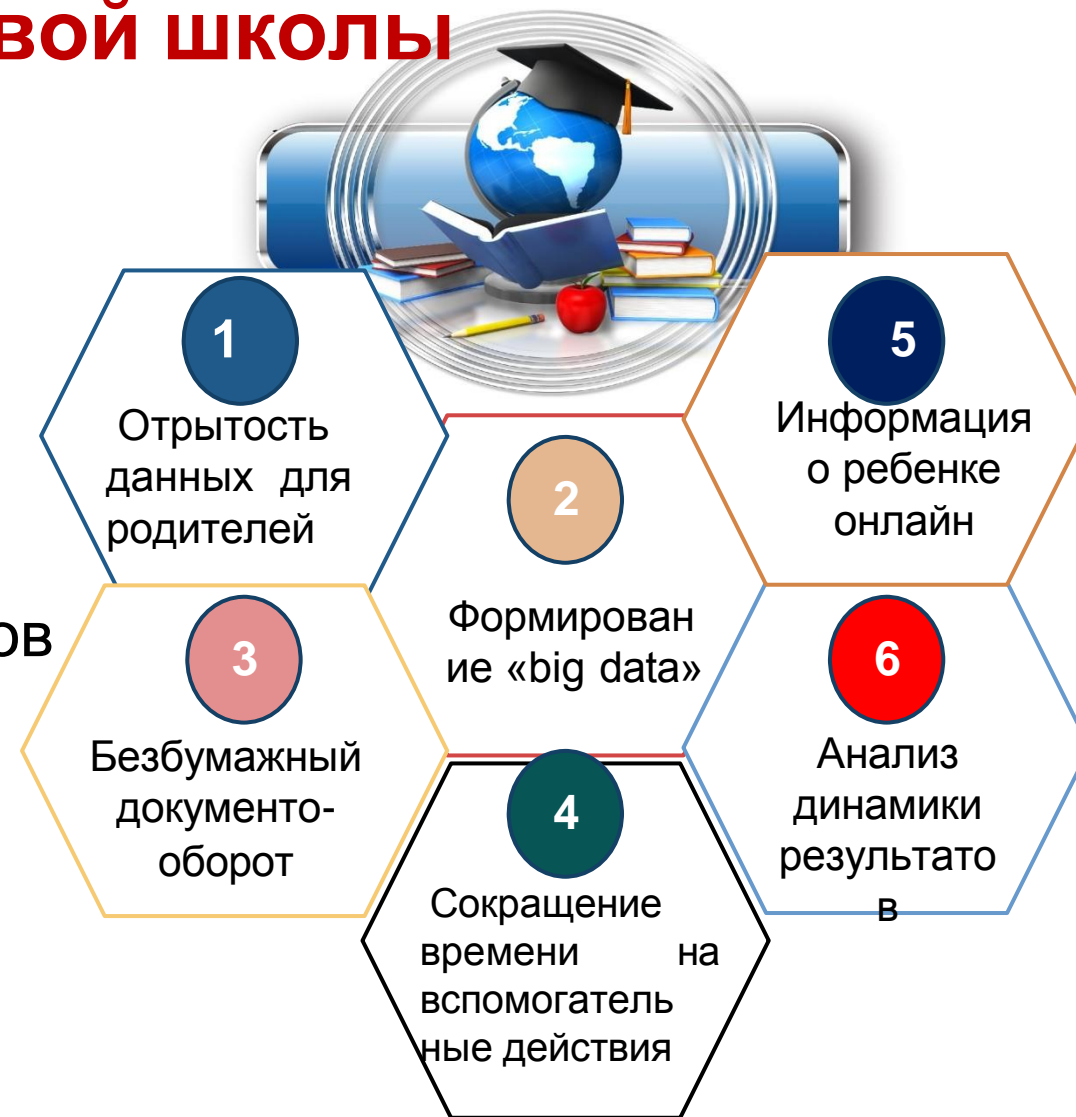 вой школы
1
Отрытость
данных для
родителей
2
Формирован
ие «big data»
ов
3
Безбумажный
документо-
оборот
4
Сокращение
времени на
вспомогатель
ные действия
5
Информация
о ребенке
онлайн
6
Анализ
динамики
результато
в